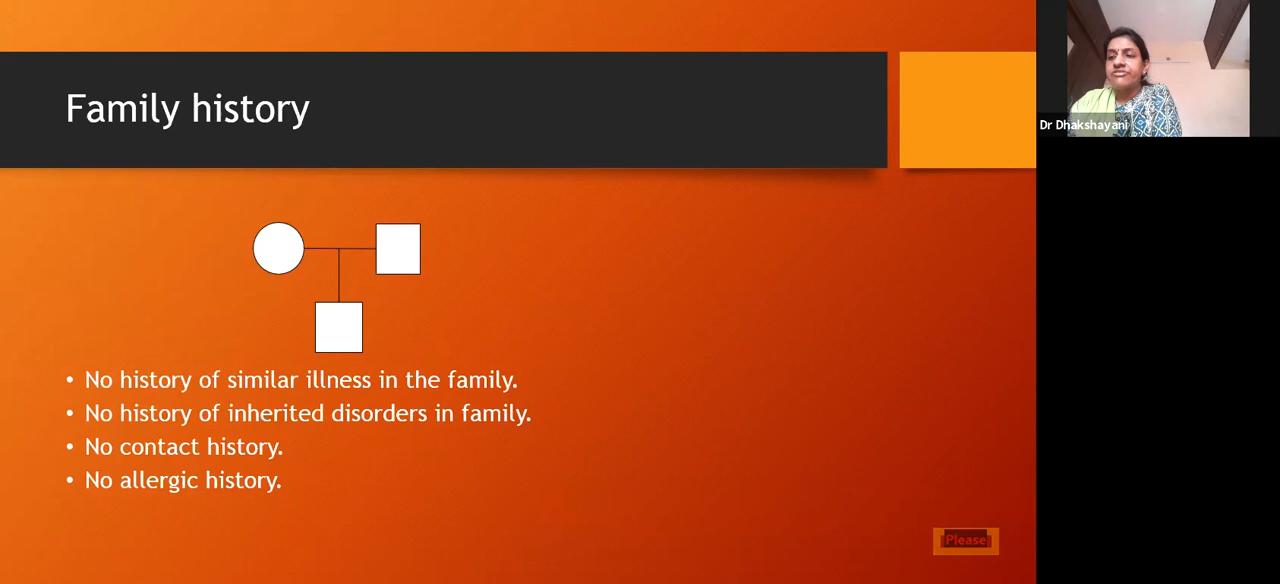 Family history
• No history of similar illness in the family.
• No history of inherited disorders in family.
• No contact history.
• No allergic history.
Please
Dr Dhakshayani